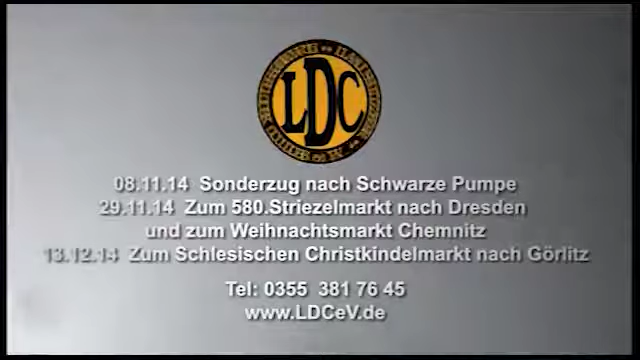 LDC
08.11.14 Sonderzug nach Schwarze Pumpe
29.11.14 Zum 580.Striezelmarkt nach Dresden
und zum Weihnachtsmarkt Chemnitz
13.12.14 Zum Schlesischen Christkindelmarkt nach Görlitz
Tel: 0355 381 76 45
www.LDCeV.de